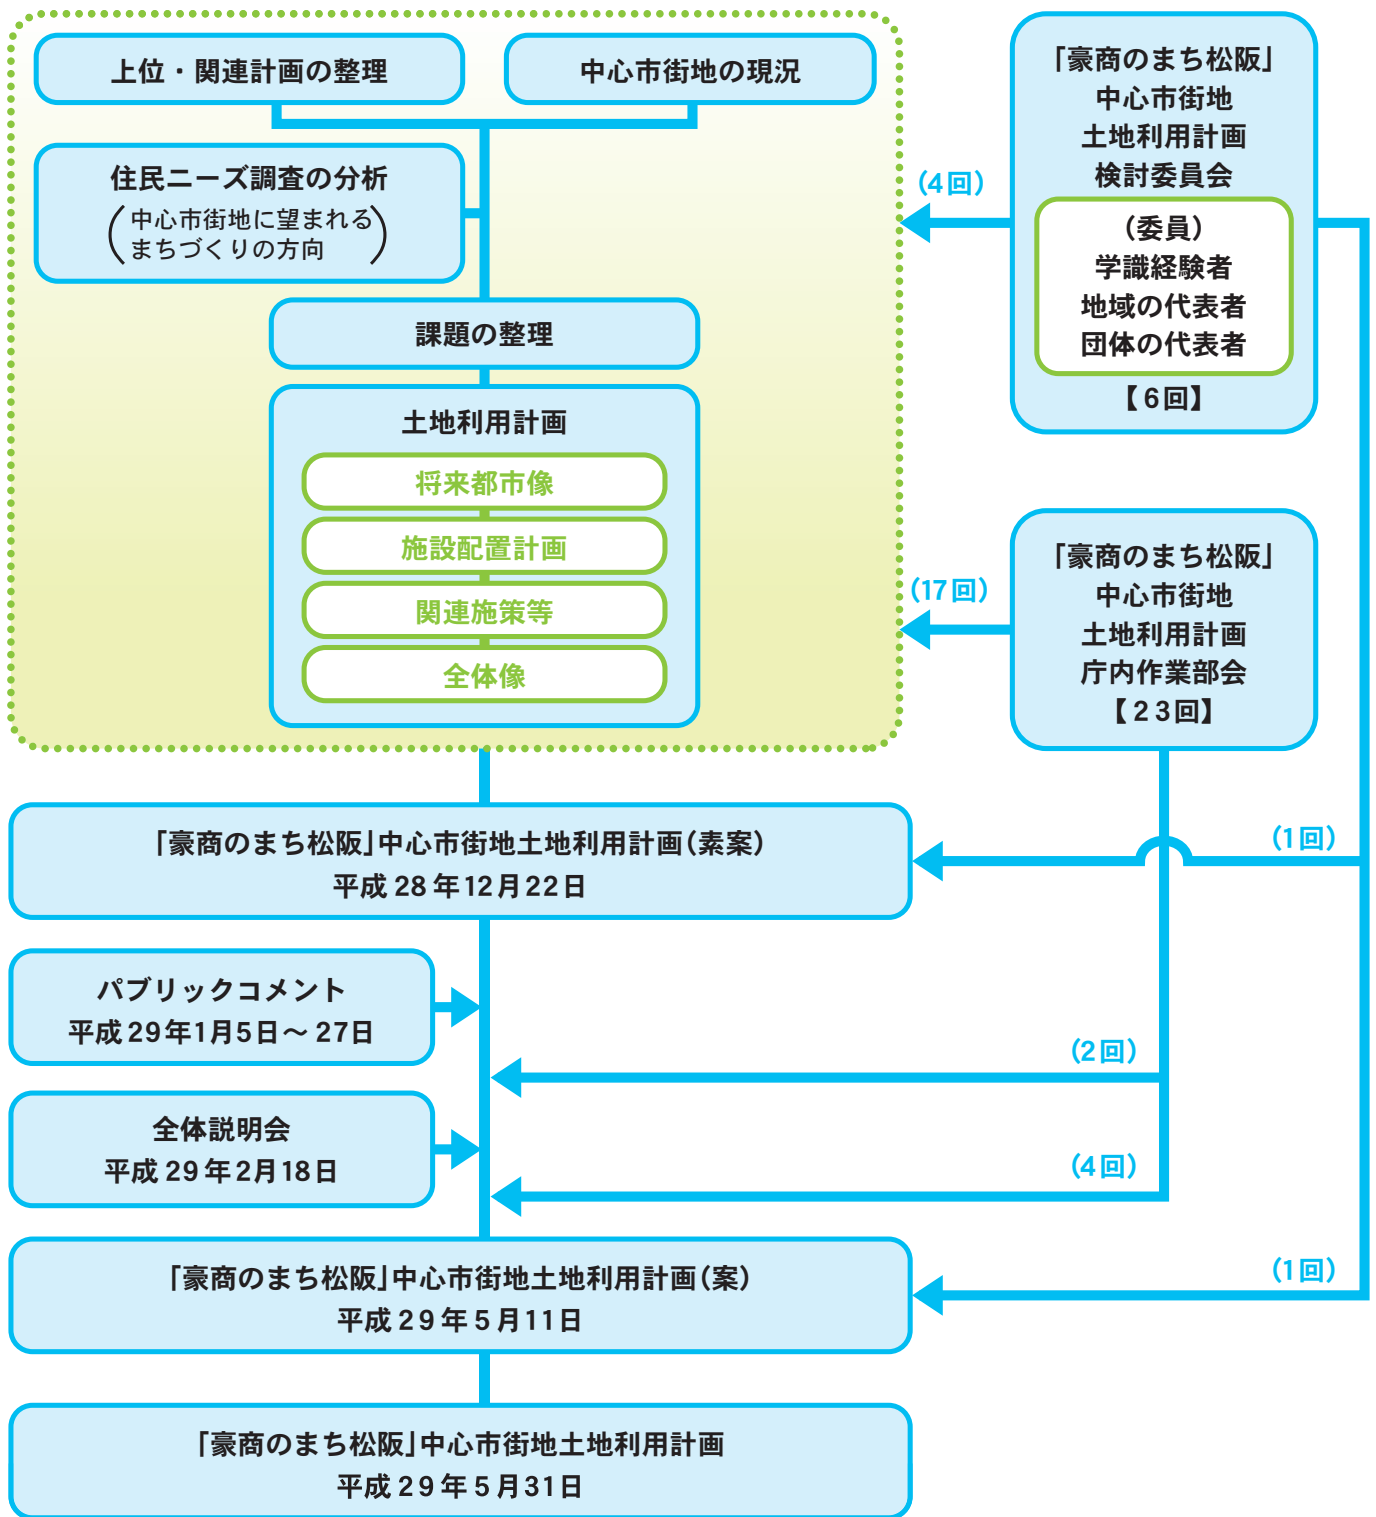 上位・関連計画の整理
中心市街地の現況
住民ニーズ調査の分析
(中心市街地に望まれる
まちづくりの方向)
課題の整理
土地利用計画
将来都市像
施設配置計画
関連施策等
全体像
「豪商のまち松阪」
中心市街地
土地利用計画
検討委員会
(委員)
学識経験者
地域の代表者
団体の代表者
【6回】
(4回)
「豪商のまち松阪」
中心市街地
土地利用計画
庁内作業部会
【23回】
(17回)
「豪商のまち松阪」中心市街地土地利用計画(素案)
平成28年12月22日
(1回)
パブリックコメント
平成29年1月5日〜27日
(2回)
全体説明会
平成29年2月18日
(4回)
「豪商のまち松阪」中心市街地土地利用計画(案)
平成29年5月11日
(1回)
「豪商のまち松阪」中心市街地土地利用計画
平成29年5月31日